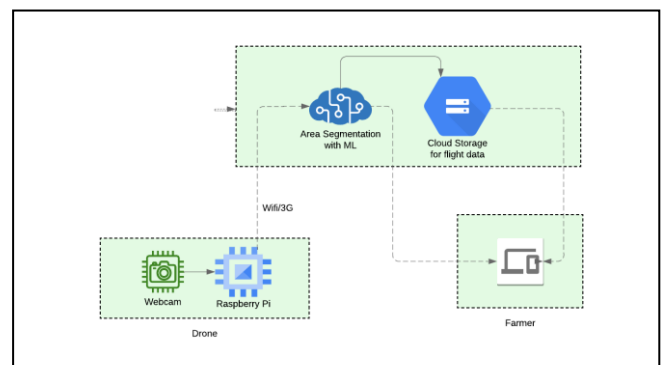 Area Segmentation
with ML
Cloud Storage
for flight data
Wifi/3G
Webcam
Raspberry Pi
Drone
Farmer